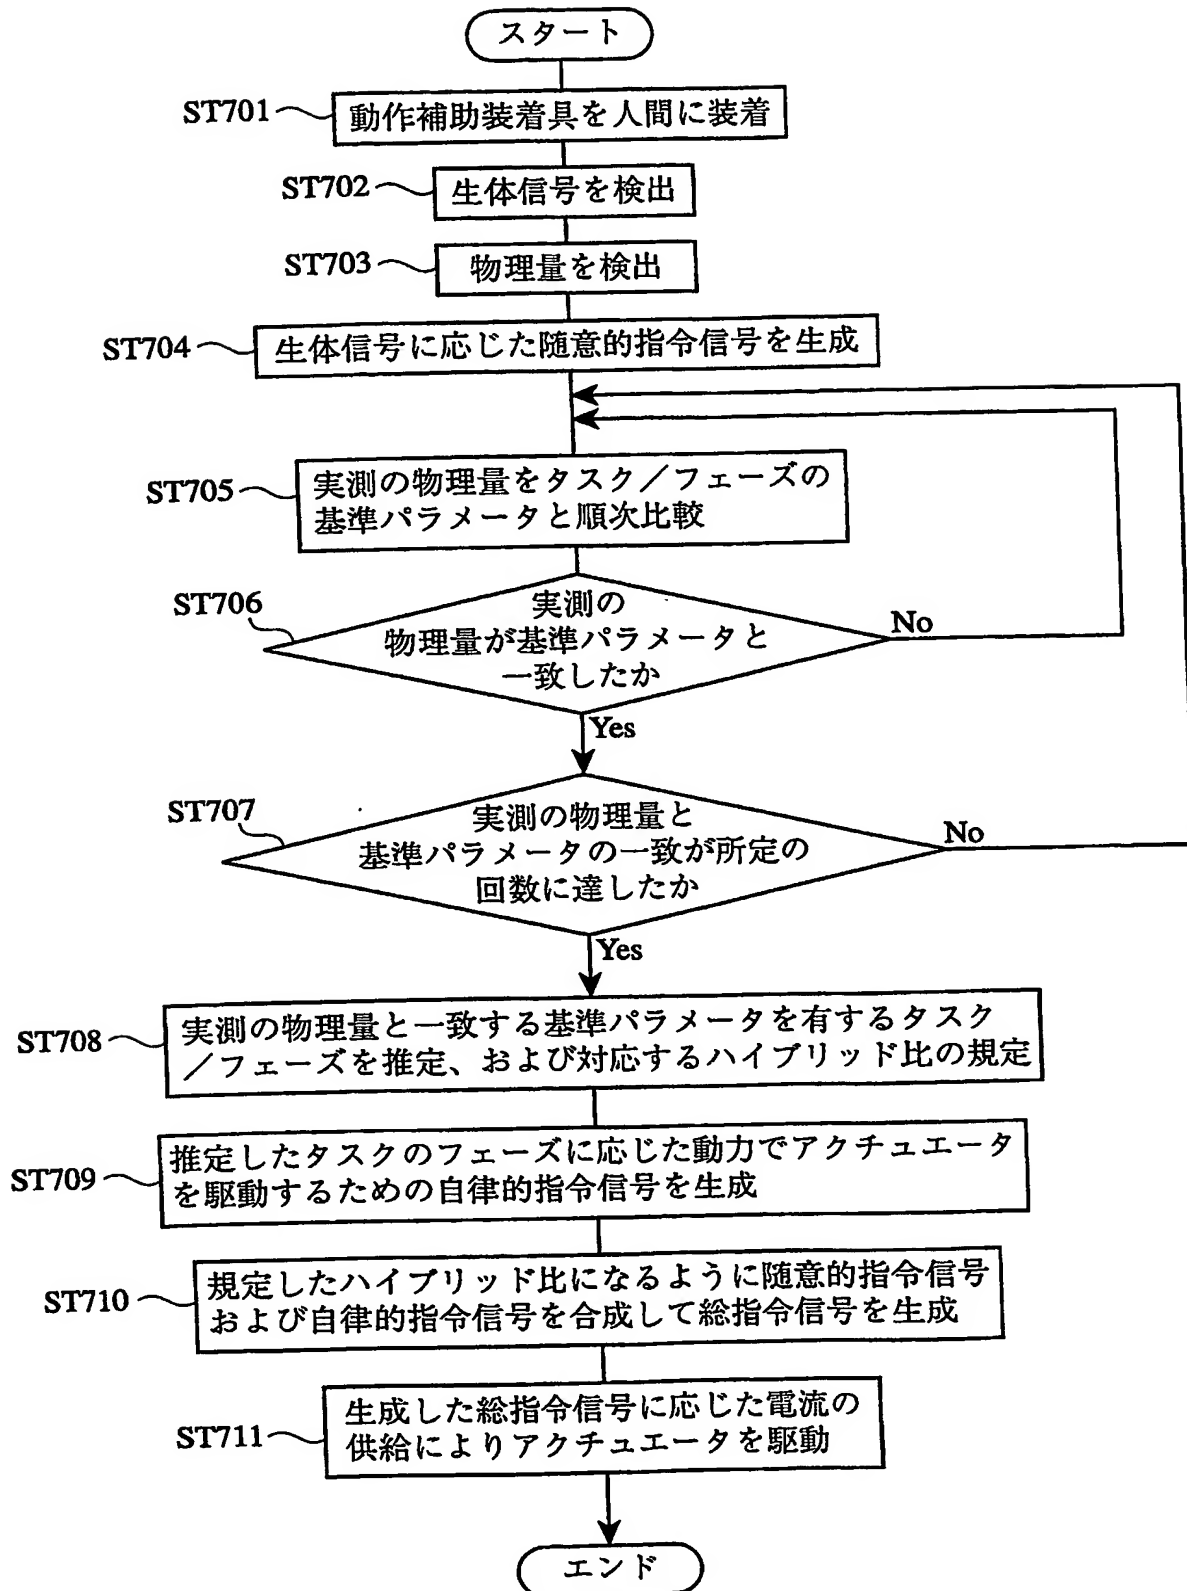 スタート
ST701
動作補助装着具を人間に装着
ST702
生体信号を検出
ST703
物理量を検出
ST704
生体信号に応じた随意的指令信号を生成
ST705
実測の物理量をタスク／フェーズの
基準パラメータと順次比較
ST706
実測の
物理量が基準パラメータと
一致したか
No
Yes
ST707
実測の物理量と
基準パラメータの一致が所定の
回数に達したか
No
Yes
ST708
実測の物理量と一致する基準パラメータを有するタスク
／フェーズを推定、および対応するハイブリッド比の規定
ST709
推定したタスクのフェーズに応じた動力でアクチュエータ
を駆動するための自律的指令信号を生成
ST710
規定したハイブリッド比になるように随意的指令信号
および自律的指令信号を合成して総指令信号を生成
ST711
生成した総指令信号に応じた電流の
供給によりアクチュエータを駆動
エンド